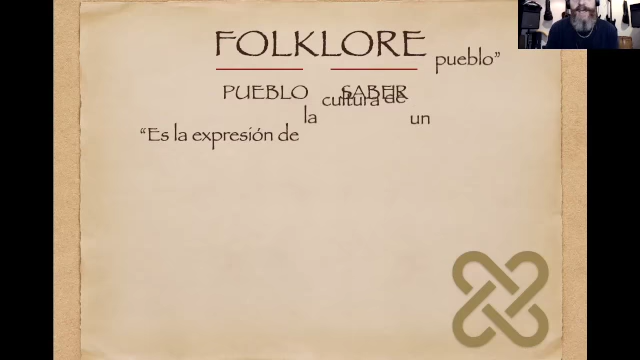 FOLKLORE
PUEBLO SABER
“Es la expresión de
la
cultura de
un
pueblo”